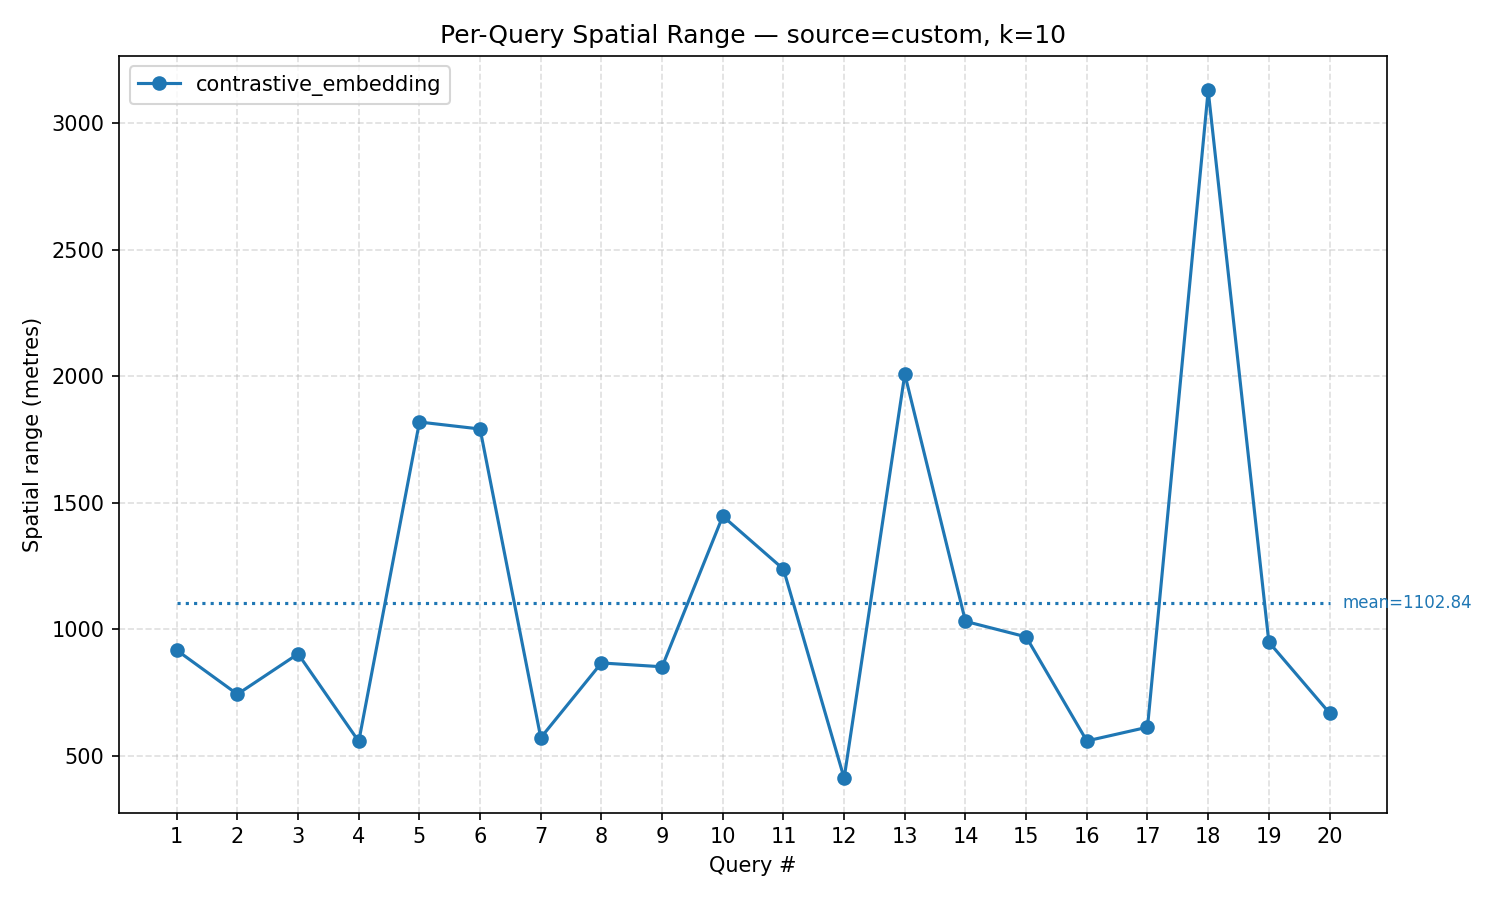 Per-Query Spatial Range — source=custom, k=10
contrastive_embedding
Spatial range (metres)
3000
2500
2000
1500
1000
500
mean=1102.84
1 2 3 4 5 6 7 8 9 10 11 12 13 14 15 16 17 18 19 20
Query #